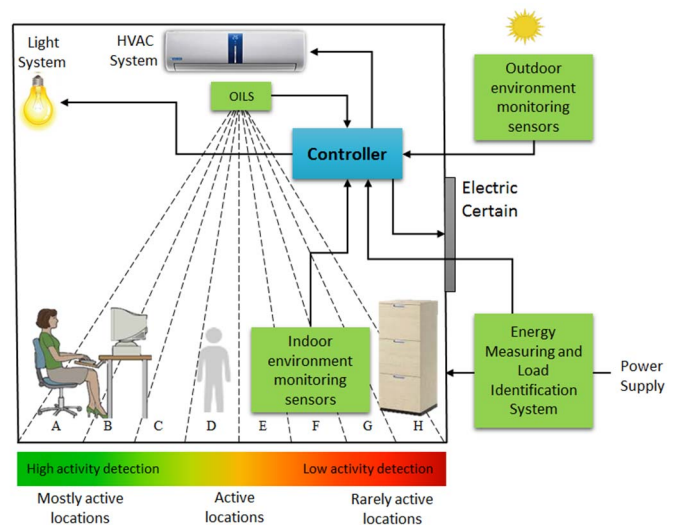 Light
System
HVAC
System
OILS
Outdoor
environment
monitoring
sensors
Controller
Electric
Certain
Indoor
environment
monitoring
sensors
Energy
Measuring and
Load
Identification
System
Power
Supply
A B C D E F G H
High activity detection Low activity detection
Mostly active
locations
Active
locations
Rarely active
locations